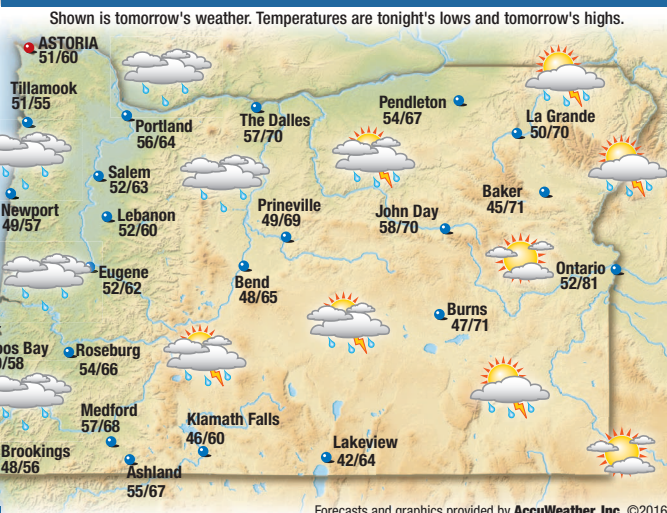 Shown is tomorrow's weather. Temperatures are tonight's lows and tomorrow's highs.
ASTORIA
51/60
Tillamook
51/55
Portland
56/64
The Dalles
57/70
Pendleton
54/67
La Grande
50/70
Salem
52/63
Newport
49/57
Lebanon
52/60
Prineville
49/69
John Day
58/70
Baker
45/71
Eugene
52/62
Bend
48/65
Ontario
52/81
Burns
47/71
Bay
/58
Roseburg
54/66
Medford
57/68
Klamath Falls
46/60
Lakeview
42/64
Brookings
48/56
Ashland
55/67
Forecasts and graphics provided by AccuWeather, Inc. ©2016